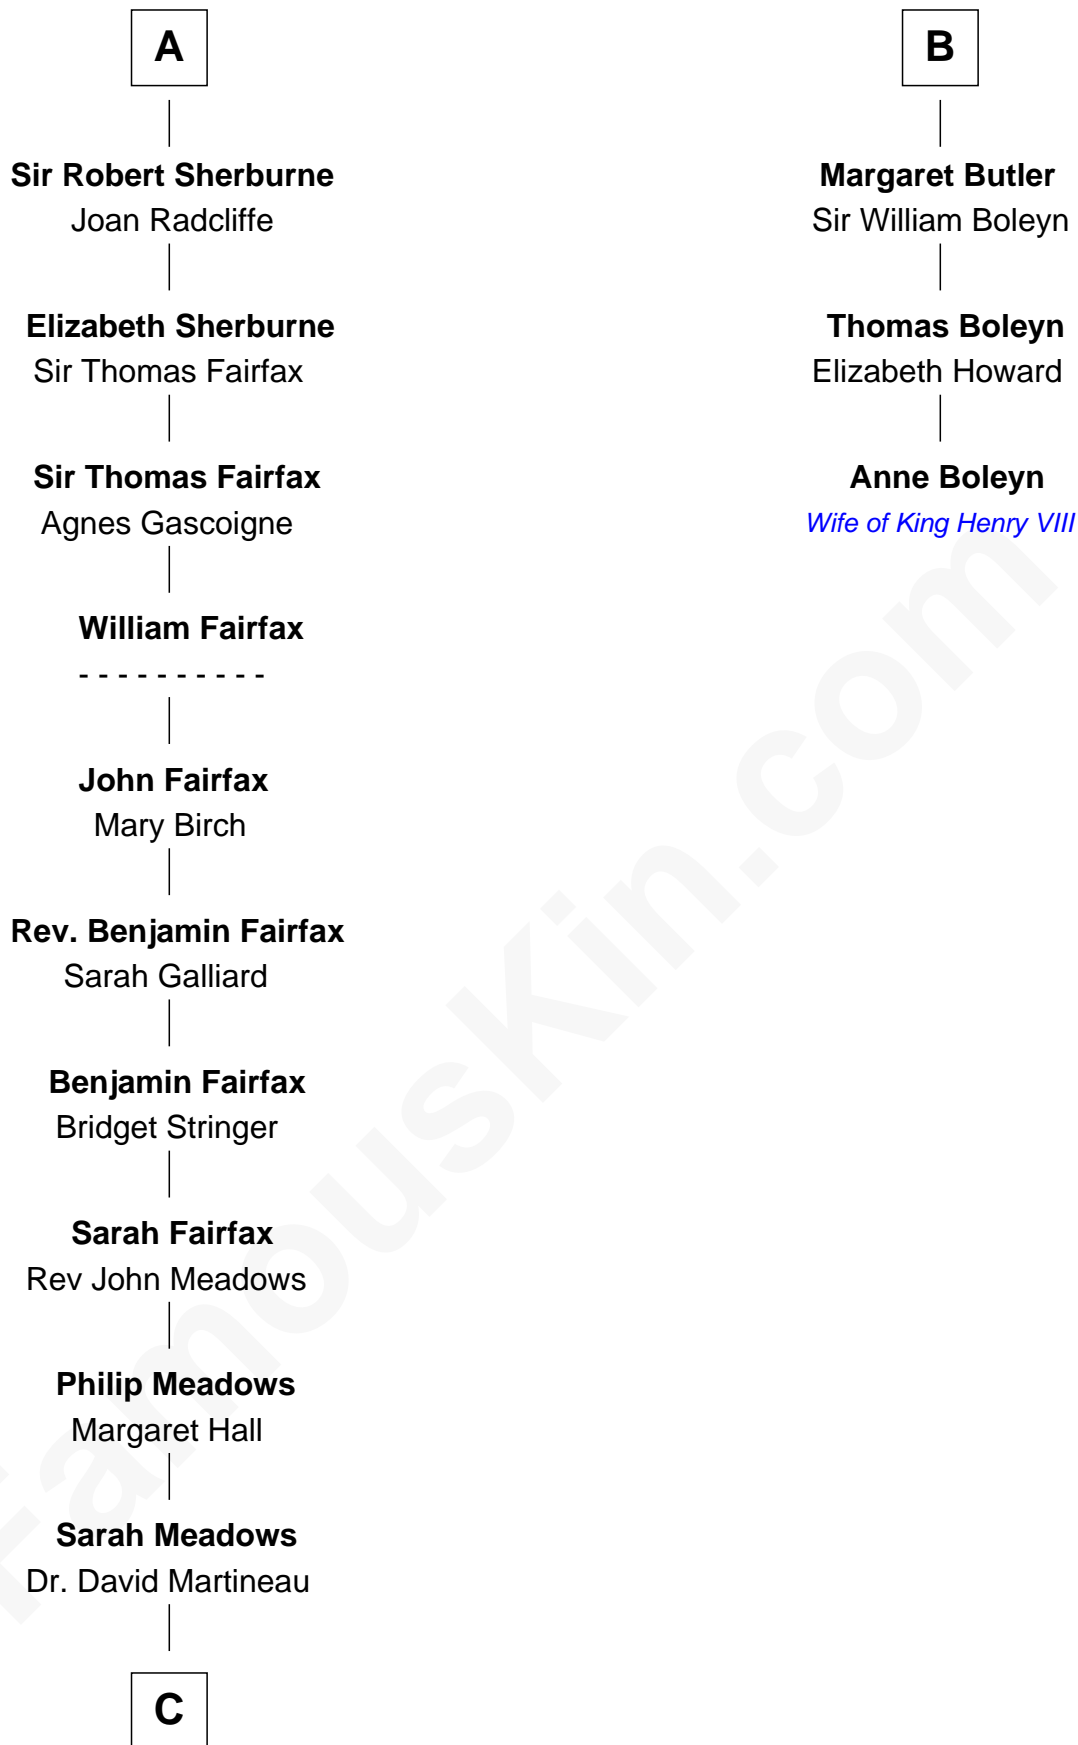 A
Sir Robert Sherburne
Joan Radcliffe
Elizabeth Sherburne
Sir Thomas Fairfax
Sir Thomas Fairfax
Agnes Gascoigne
William Fairfax
- - - - - - - - - -
John Fairfax
Mary Birch
Rev. Benjamin Fairfax
Sarah Galliard
Benjamin Fairfax
Bridget Stringer
Sarah Fairfax
Rev John Meadows
Philip Meadows
Margaret Hall
Sarah Meadows
Dr. David Martineau
C
B
Margaret Butler
Sir William Boleyn
Thomas Boleyn
Elizabeth Howard
Anne Boleyn
Wife of King Henry VIII
FamousKin.com